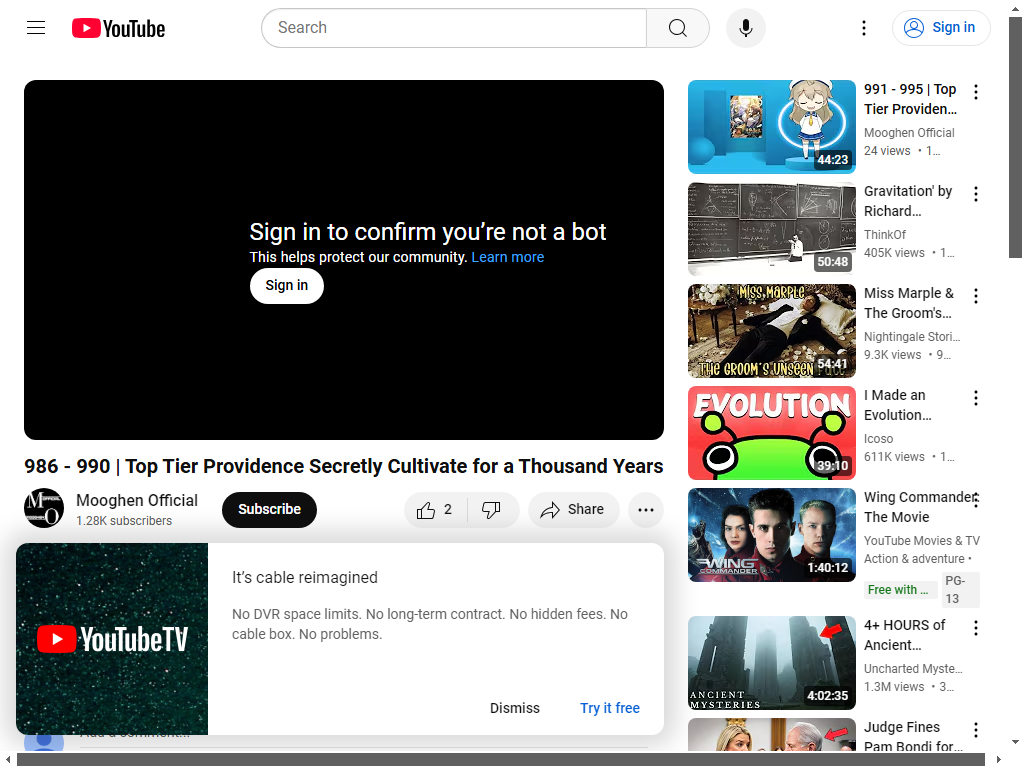 YouTube
Search
Sign in
Sign in to confirm you’re not a bot
This helps protect our community. Learn more
Sign in
986 - 990 | Top Tier Providence Secretly Cultivate for a Thousand Years
Mooghen Official
1.28K subscribers
Subscribe
2
Share
YouTubeTV
It’s cable reimagined
No DVR space limits. No long-term contract. No hidden fees. No
cable box. No problems.
Dismiss
Try it free
Add a comment...
44:23
991 - 995 | Top
Tier Providen...
Mooghen Official
24 views • 1...
50:48
Gravitation' by
Richard...
ThinkOf
405K views • 1...
MISS MARPLE
THE GROOM'S UNSEEN
54:41
Miss Marple &
The Groom's...
Nightingale Stori...
9.3K views • 9...
EVOLUTION
39:10
I Made an
Evolution...
Icoso
611K views • 1...
WING
COMMANDER
1:40:12
Wing Commander:
The Movie
YouTube Movies & TV
Action & adventure •
Free with ...
PG-
13
ANCIENT
MYSTERIES
4:02:35
4+ HOURS of
Ancient...
Uncharted Myste...
1.3M views • 3...
Judge Fines
Pam Bondi for...